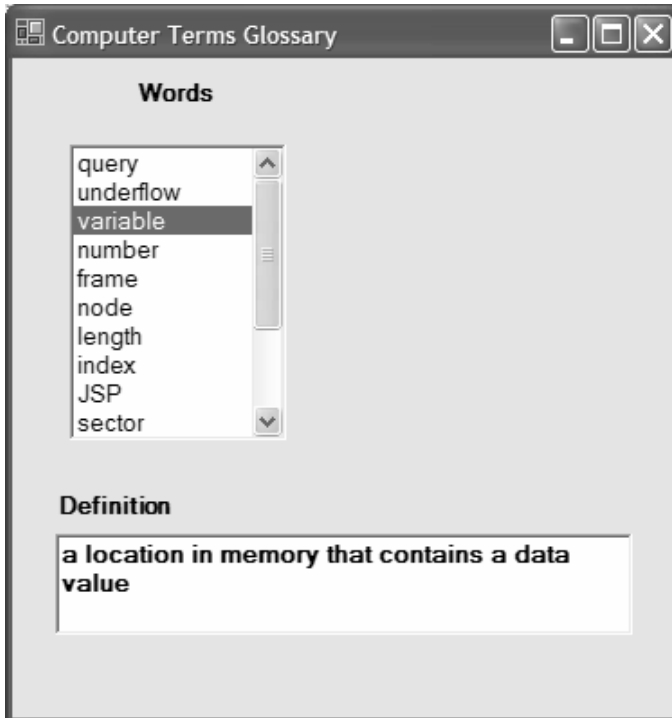 Computer Terms Glossary
Words
query
underflow
variable
number
frame
node
length
index
JSP
sector
Definition
a location in memory that contains a data
value